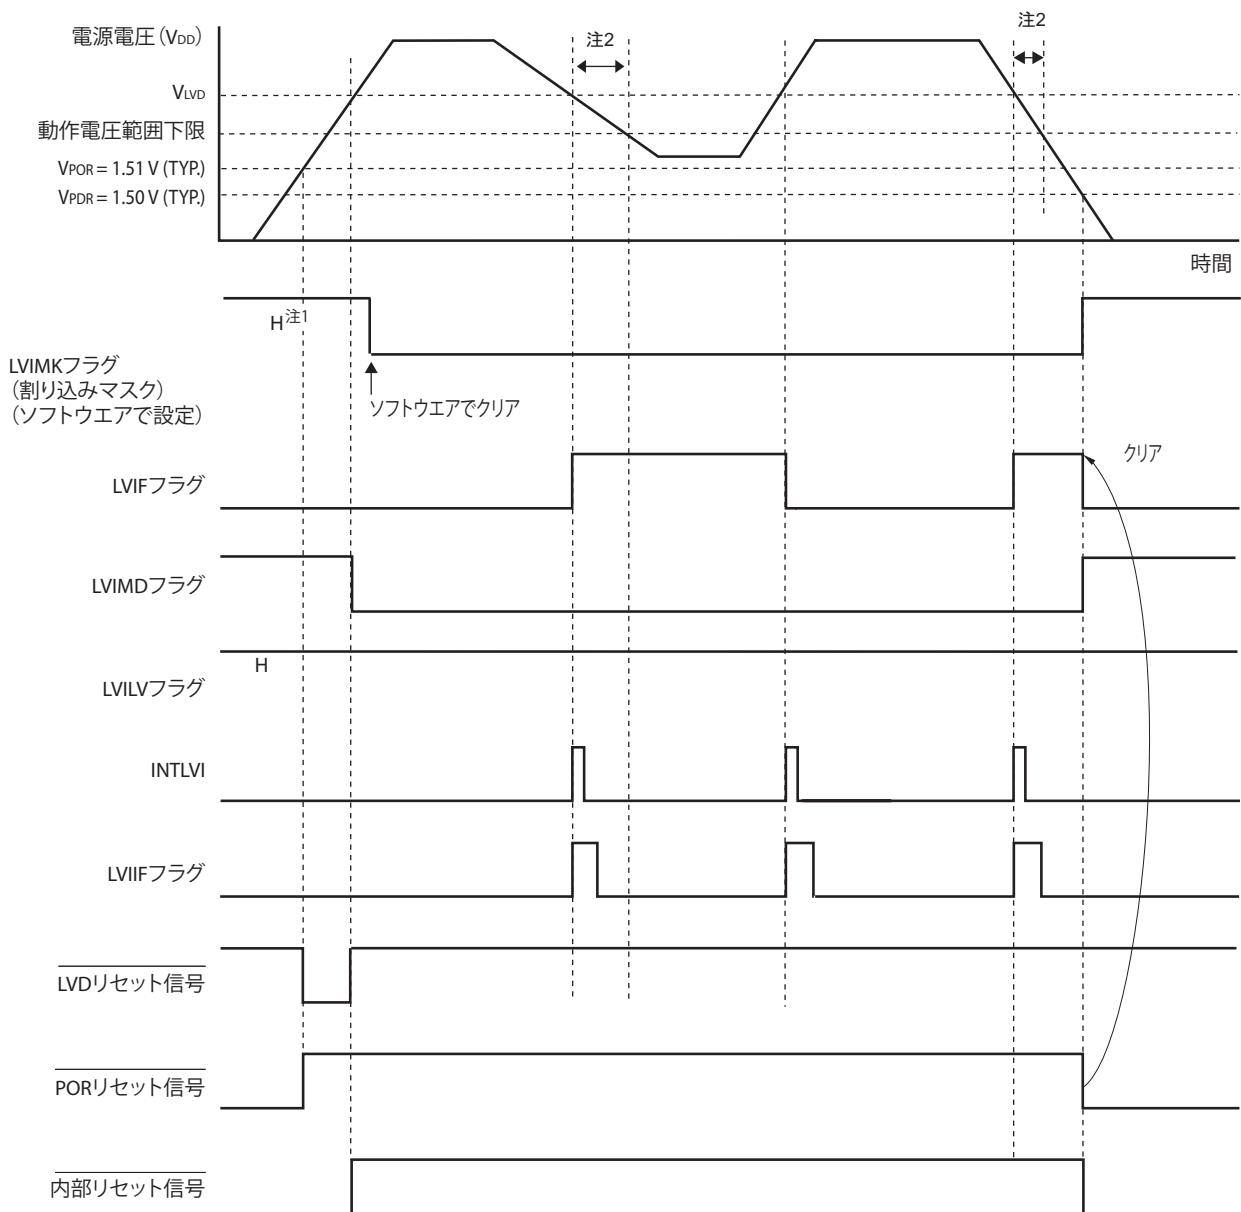 電源電圧(VDD)
注2
注2
VLVD
動作電圧範囲下限
VPOR = 1.51 V (TYP.)
VPDR = 1.50 V (TYP.)
時間
H注1
LVIMKフラグ
(割り込みマスク)
(ソフトウエアで設定)
ソフトウエアでクリア
クリア
LVIFフラグ
LVIMDフラグ
H
LVILVフラグ
INTLVI
LVIIFフラグ
LVDリセット信号
PORリセット信号
内部リセット信号